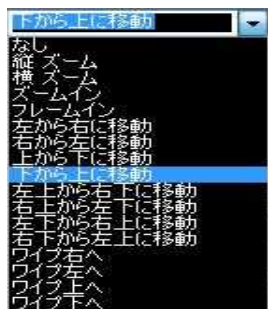 下から上に移動
なし
縦 ズーム
横 ズーム
ズームイン
フレームイン
左から右に移動
右から左に移動
上から下に移動
下から上に移動
左上から右下に移動
右上から左下に移動
左下から右上に移動
右下から左上に移動
ワイプ右へ
ワイプ左へ
ワイプ上へ
ワイプ下へ